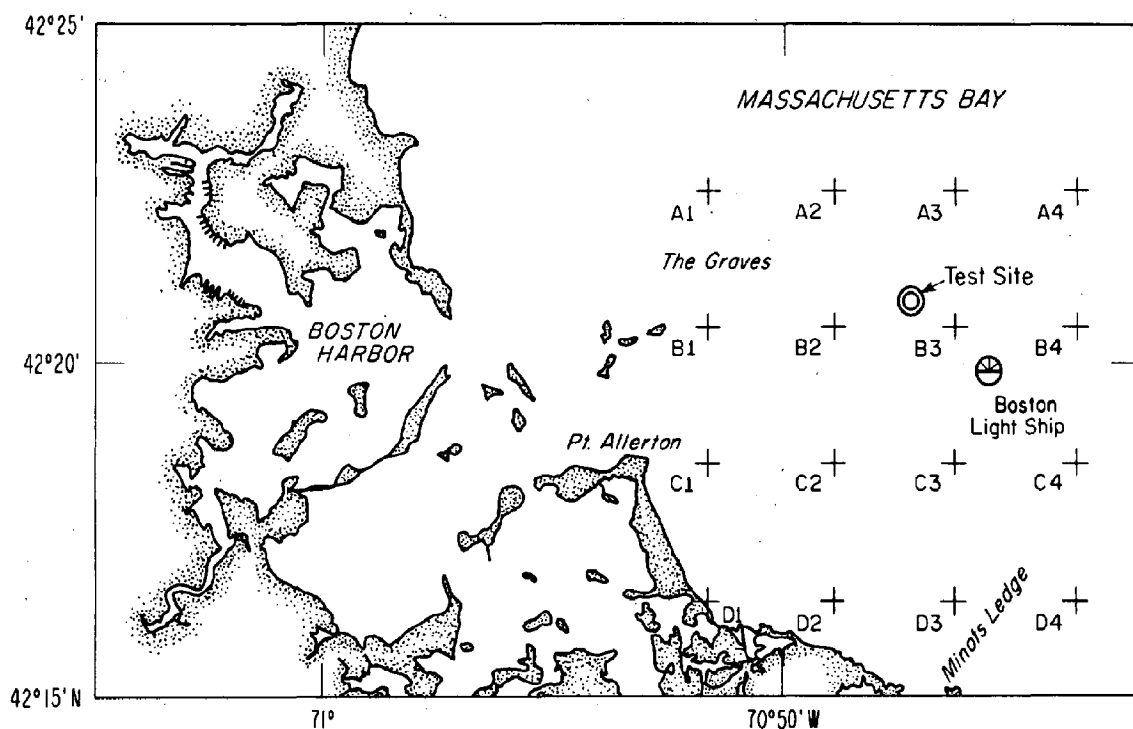 42°25'
MASSACHUSETTS BAY
A1
A2
A3
A4
The Graves
Test Site
BOSTON
HARBOR
B1
B2
B3
B4
42°20'
Boston
Light Ship
Pt. Allerton
C1
C2
C3
C4
D1
D2
D3
D4
Minots Ledge
42°15'N
71°
70°50'W